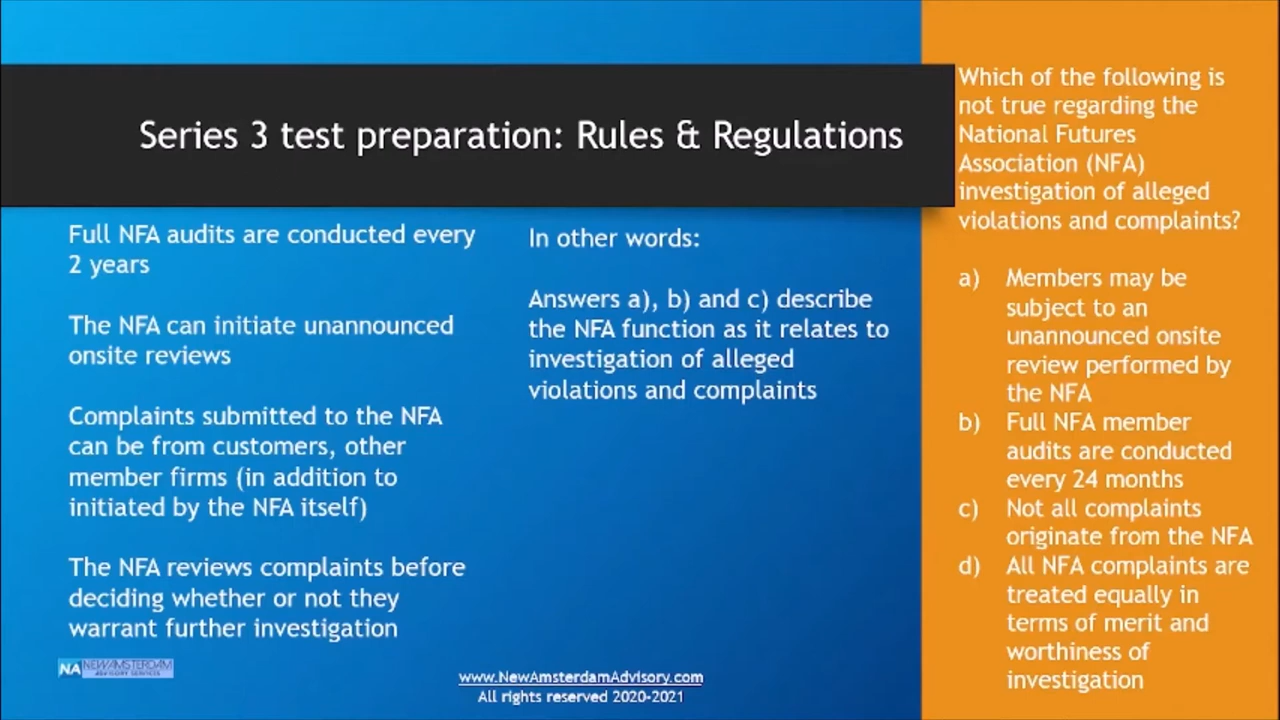 Series 3 test preparation: Rules & Regulations
Full NFA audits are conducted every
2 years
The NFA can initiate unannounced
onsite reviews
Complaints submitted to the NFA
can be from customers, other
member firms (in addition to
initiated by the NFA itself)
The NFA reviews complaints before
deciding whether or not they
warrant further investigation
In other words:
Answers a), b) and c) describe
the NFA function as it relates to
investigation of alleged
violations and complaints
Which of the following is
not true regarding the
National Futures
Association (NFA)
investigation of alleged
violations and complaints?
a) Members may be
subject to an
unannounced onsite
review performed by
the NFA
b) Full NFA member
audits are conducted
every 24 months
c) Not all complaints
originate from the NFA
d) All NFA complaints are
treated equally in
terms of merit and
worthiness of
investigation
NA NEW AMSTERDAM
ADVISORY SERVICES
www.NewAmsterdamAdvisory.com
All rights reserved 2020-2021